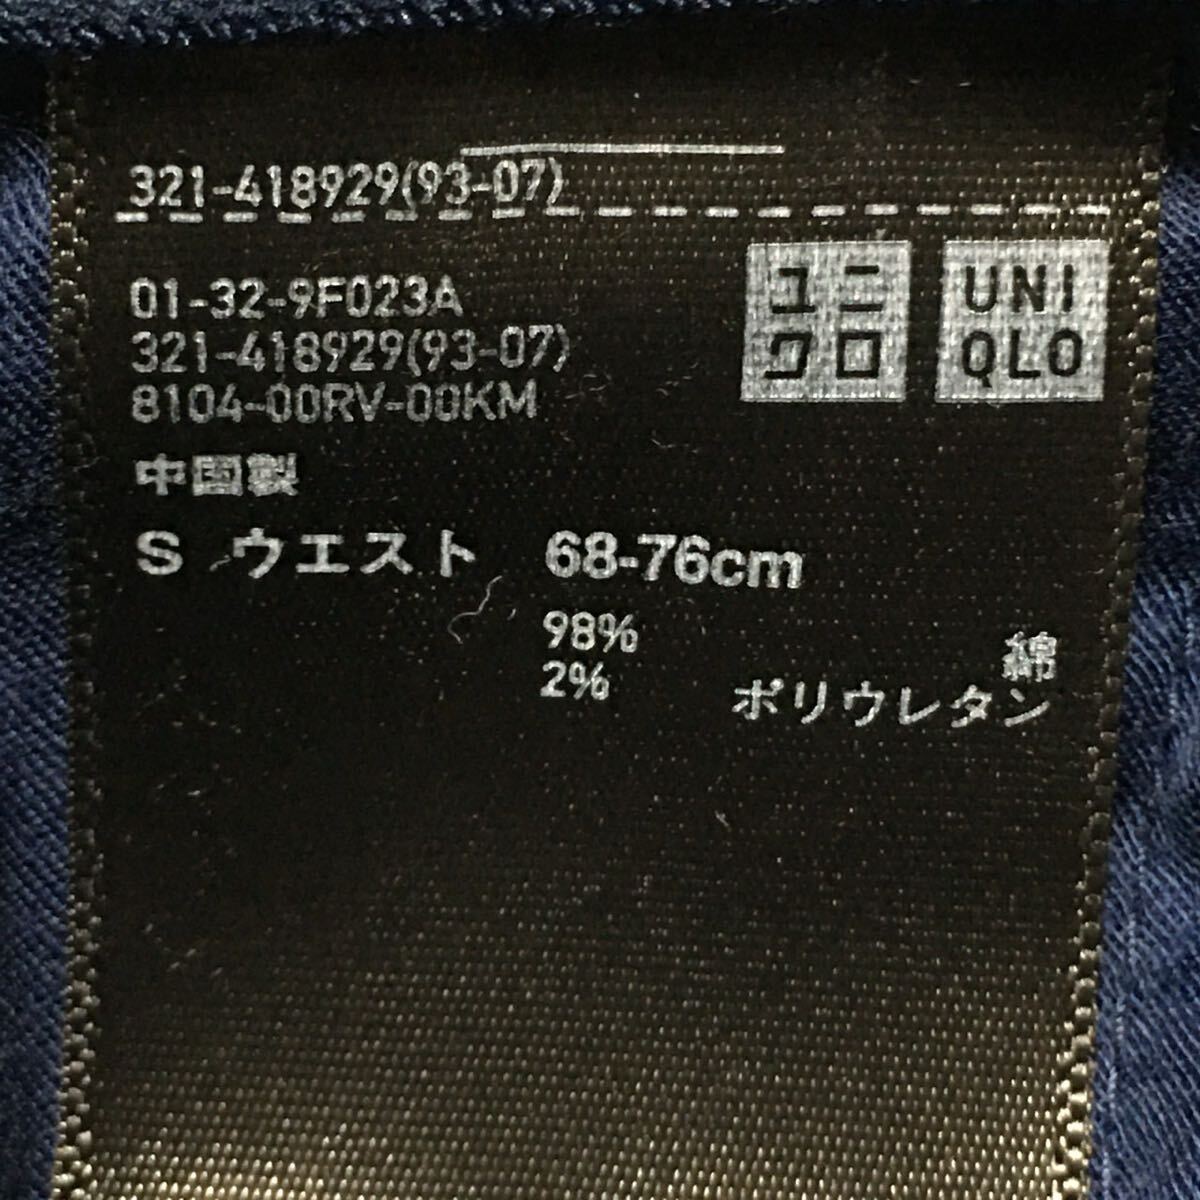 321-418929(93-07)
ユニ
クロ
UNI
QLO
01-32-9F023A
321-418929(93-07)
8104-00RV-00KM
中国製
S ウエスト 68-76cm
98% 綿
2% ポリウレタン